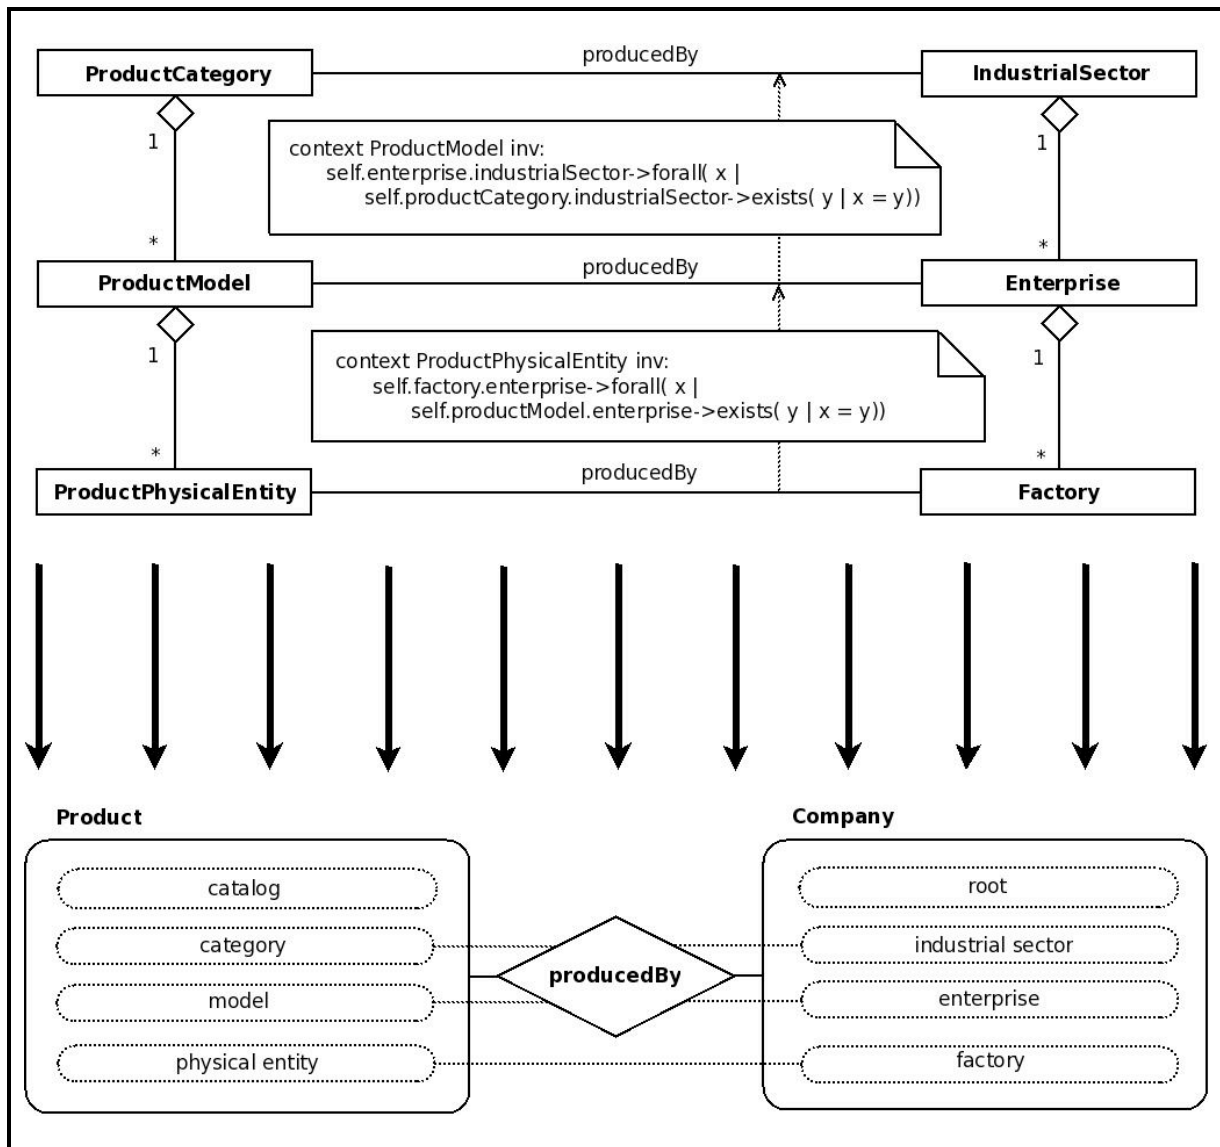 producedBy
ProductCategory
IndustrialSector
1
1
context ProductModel inv:
self.enterprise.industrialSector->forall( x |
self.productCategory.industrialSector->exists( y | x = y))
*
*
producedBy
ProductModel
Enterprise
1
1
context ProductPhysicalEntity inv:
self.factory.enterprise->forall( x |
self.productModel.enterprise->exists( y | x = y))
*
*
producedBy
ProductPhysicalEntity
Factory
Product
Company
catalog
root
category
industrial sector
producedBy
model
enterprise
physical entity
factory